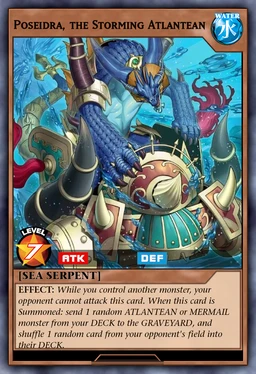 POSEIDRA, THE STORMING ATLANTEAN
WATER
水
LEVEL
7
ATK
DEF
[SEA SERPENT]
EFFECT: While you control another monster, your
opponent cannot attack this card. When this card is
Summoned: send 1 random ATLANTEAN or MERMAIL
monster from your DECK to the GRAVEYARD, and
shuffle 1 random card from your opponent's field into
their DECK.